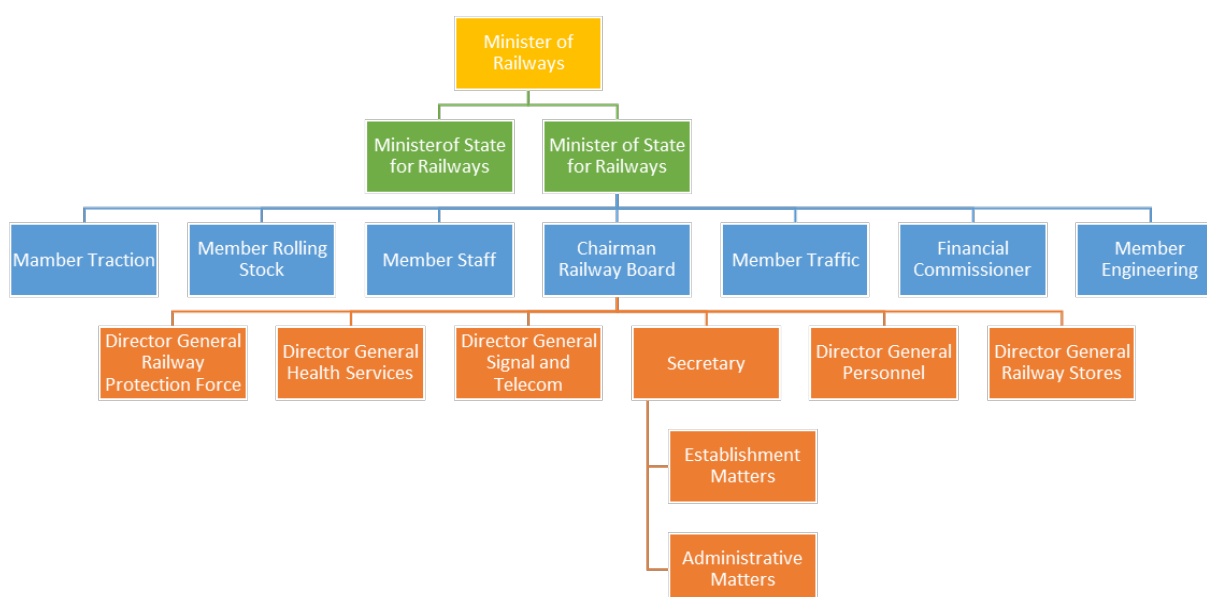 Minister of
Railways
Ministerof State
for Railways
Minister of State
for Railways
Mamber Traction
Member Rolling
Stock
Member Staff
Chairman
Railway Board
Member Traffic
Financial
Commissioner
Member
Engineering
Director General
Railway
Protection Force
Director General
Health Services
Director General
Signal and
Telecom
Secretary
Director General
Personnel
Director General
Railway Stores
Establishment
Matters
Administrative
Matters